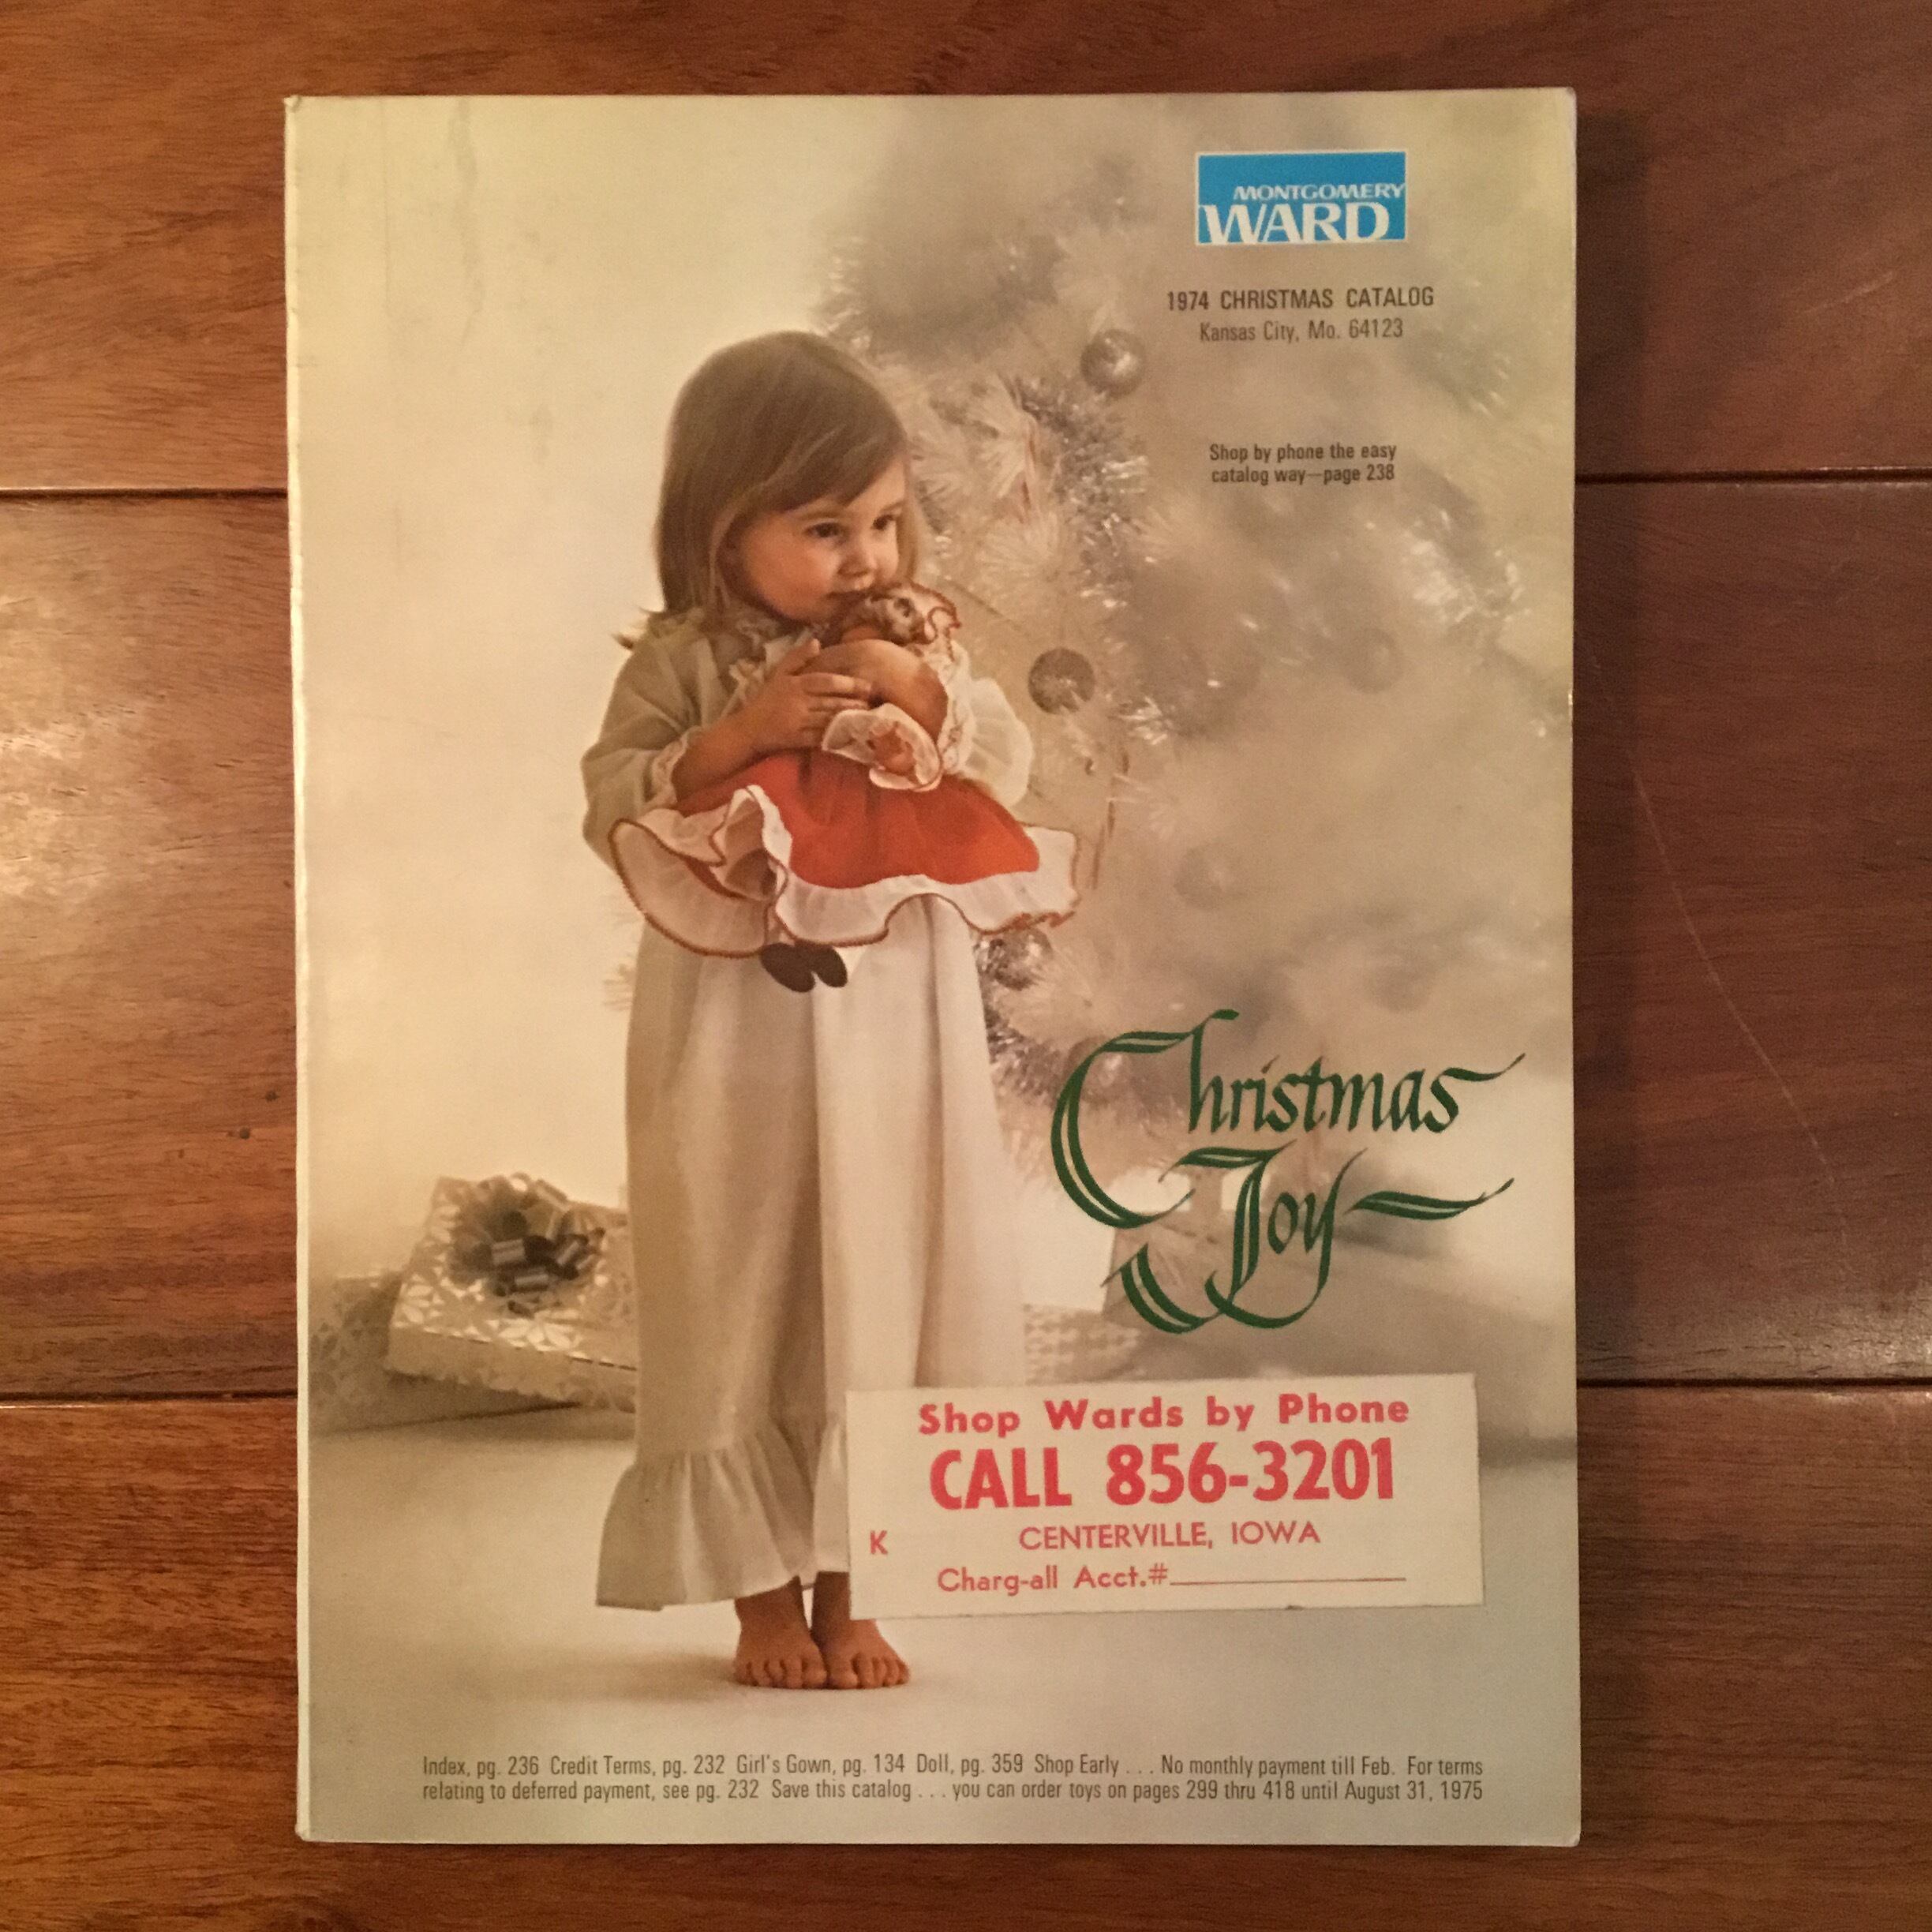 MONTGOMERY
WARD
1974 CHRISTMAS CATALOG
Kansas City, Mo. 64123
Shop by phone the easy
catalog way—page 238
Christmas
Joy
Shop Wards by Phone
CALL 856-3201
K CENTERVILLE, IOWA
Charg-all Acct.#
Index, pg. 236 Credit Terms, pg. 232 Girl's Gown, pg. 134 Doll, pg. 359 Shop Early . . . No monthly payment till Feb. For terms
relating to deferred payment, see pg. 232 Save this catalog . . . you can order toys on pages 299 thru 418 until August 31, 1975